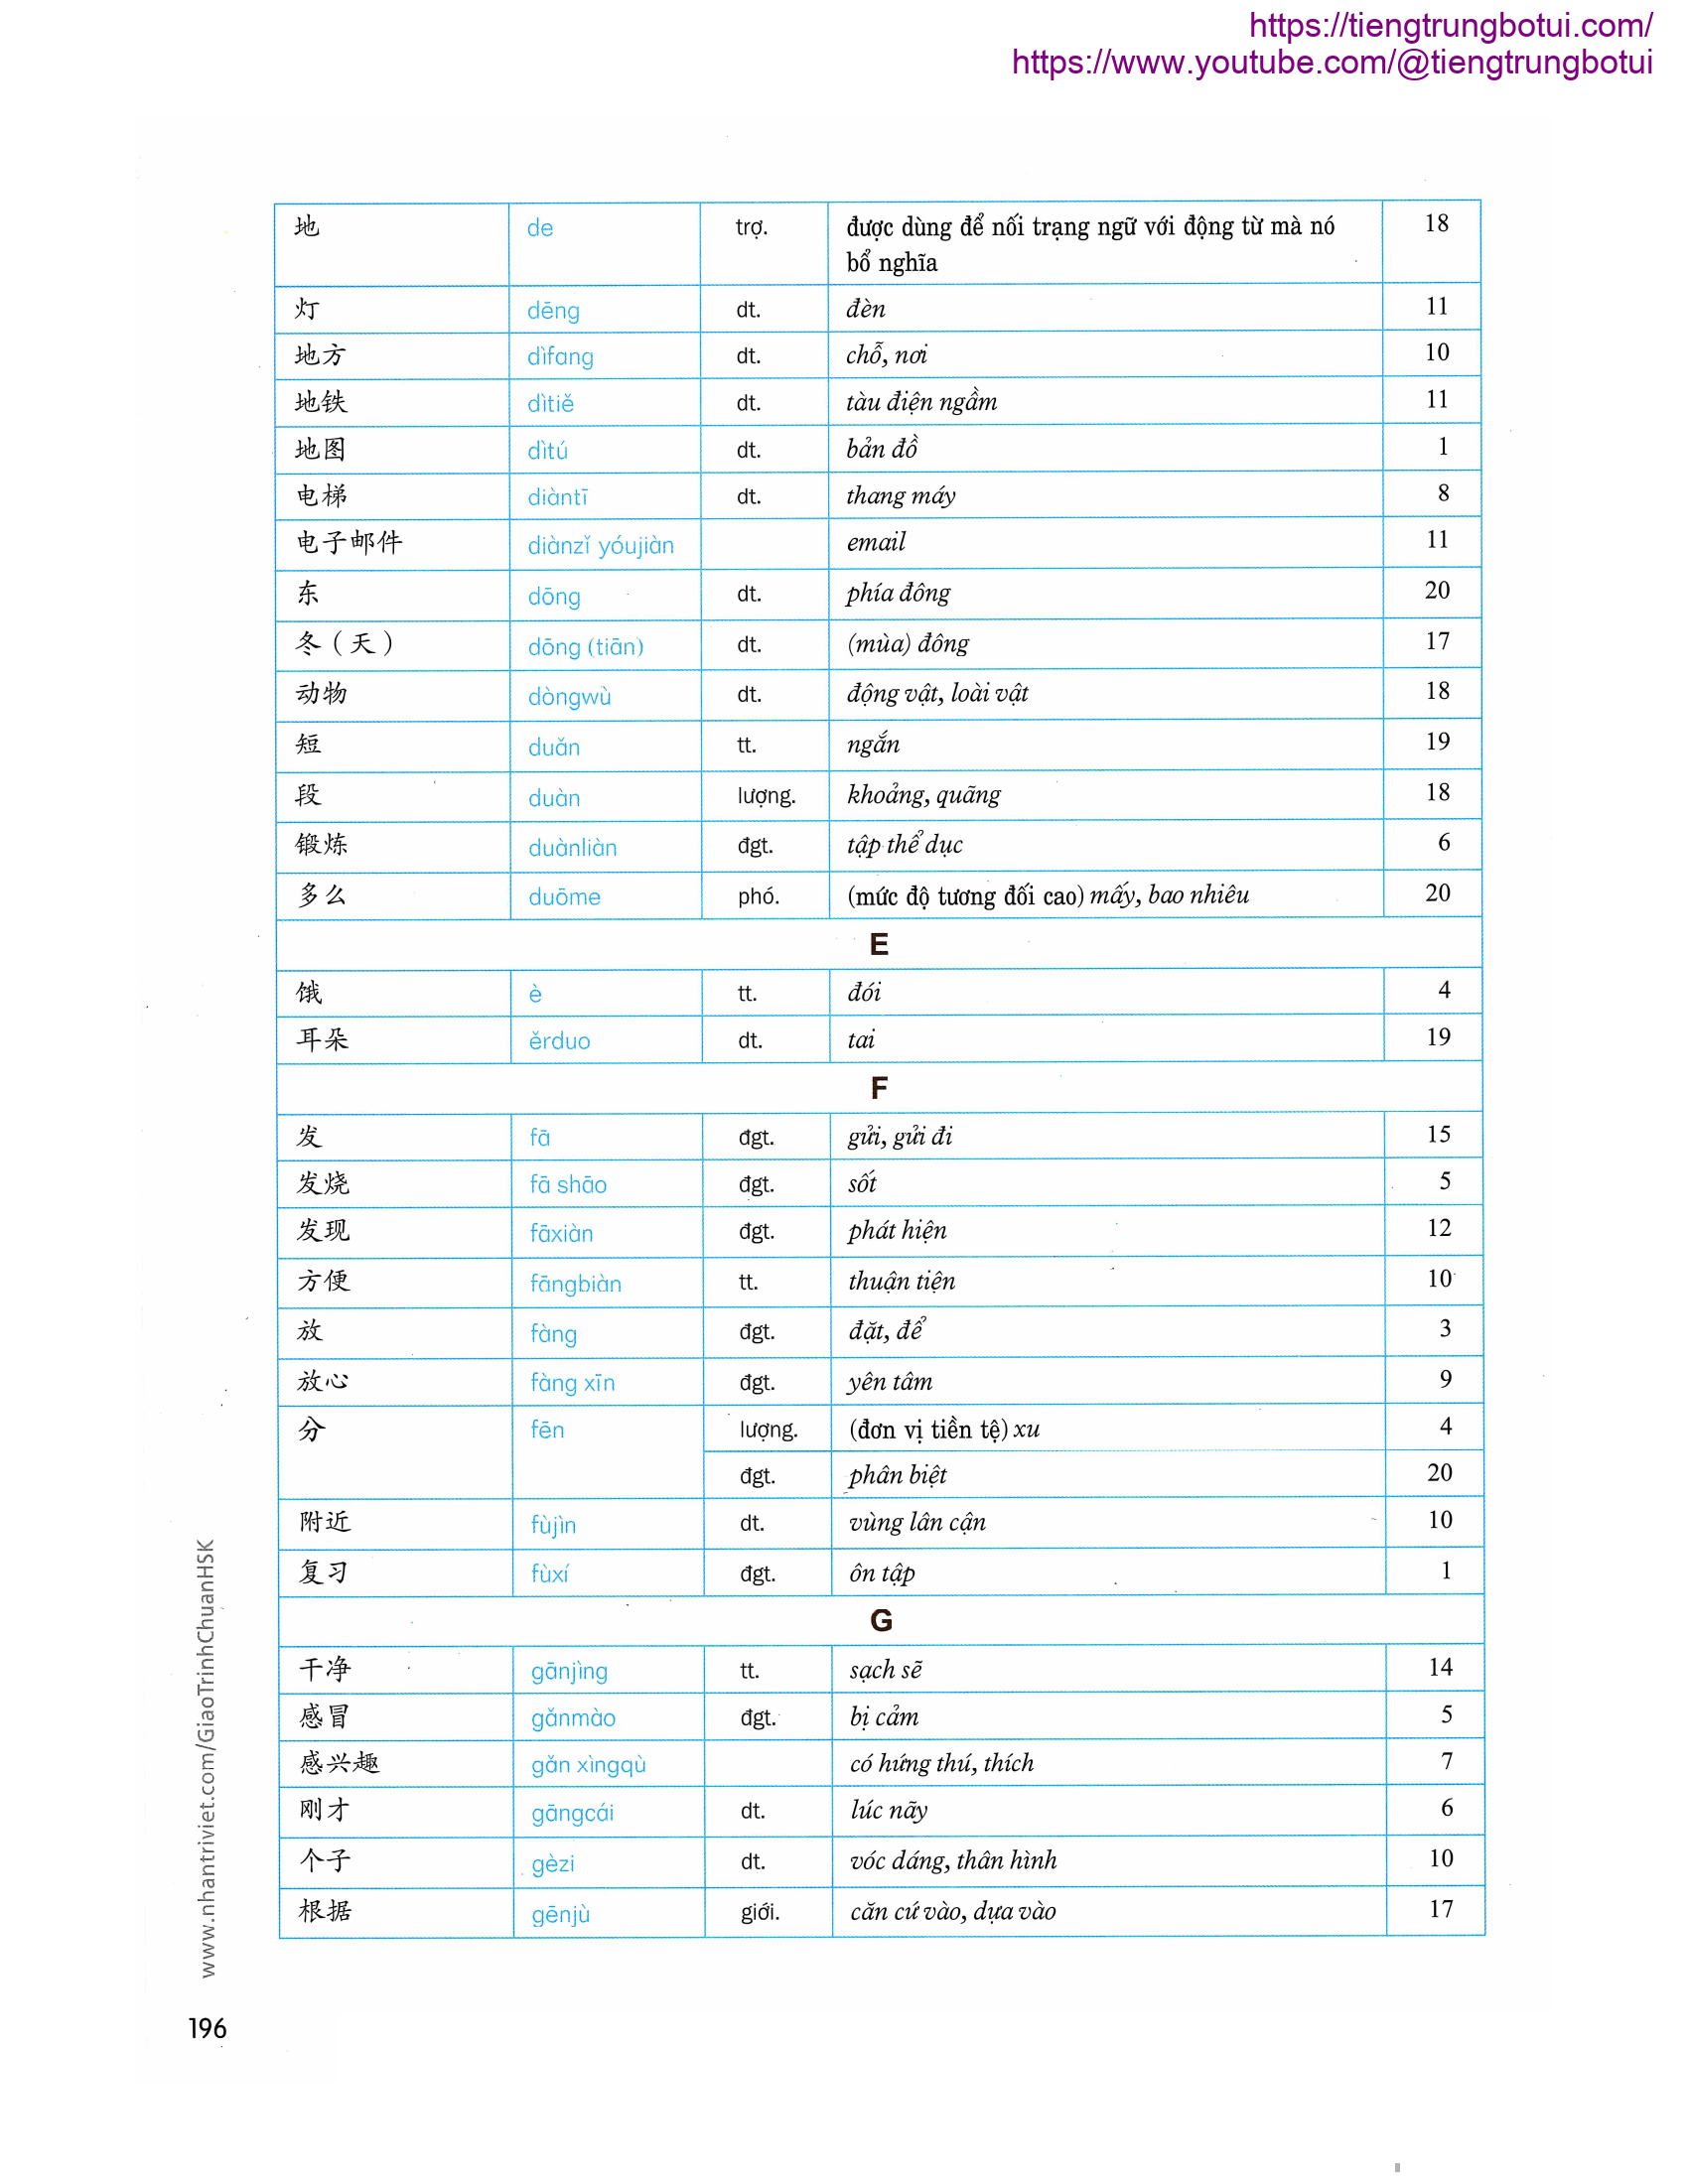 https://tiengtrungbotui.com/
https://www.youtube.com/@tiengtrungbotui
地 de trợ. được dùng để nối trạng ngữ với động từ mà nó 18
bổ nghĩa
灯 dēng dt. đèn 11
地方 dìfang dt. chỗ, nơi 10
地铁 dìtiě dt. tàu điện ngầm 11
地图 dìtú dt. bản đồ 1
电梯 diàntī dt. thang máy 8
电子邮件 diànzǐ yóujiàn email 11
东 dōng dt. phía đông 20
冬（天） dōng (tiān) dt. (mùa) đông 17
动物 dòngwù dt. động vật, loài vật 18
短 duǎn tt. ngắn 19
段 duàn lượng. khoảng, quãng 18
锻炼 duànliàn đgt. tập thể dục 6
多么 duōme phó. (mức độ tương đối cao) mấy, bao nhiêu 20
E
饿 è tt. đói 4
耳朵 ěrduo dt. tai 19
F
发 fā đgt. gửi, gửi đi 15
发烧 fā shāo đgt. sốt 5
发现 fāxiàn đgt. phát hiện 12
方便 fāngbiàn tt. thuận tiện 10
放 fàng đgt. đặt, để 3
放心 fàng xīn đgt. yên tâm 9
分 fēn lượng. (đơn vị tiền tệ) xu 4
đgt. phân biệt 20
附近 fùjìn dt. vùng lân cận 10
复习 fùxí đgt. ôn tập 1
G
干净 gānjìng tt. sạch sẽ 14
感冒 gǎnmào đgt. bị cảm 5
感兴趣 gǎn xìngqù có hứng thú, thích 7
刚才 gāngcái dt. lúc nãy 6
个子 gèzi dt. vóc dáng, thân hình 10
根据 gēnjù giới. căn cứ vào, dựa vào 17
www.nhantriviet.com/GiaoTrinhChuanHSK
196